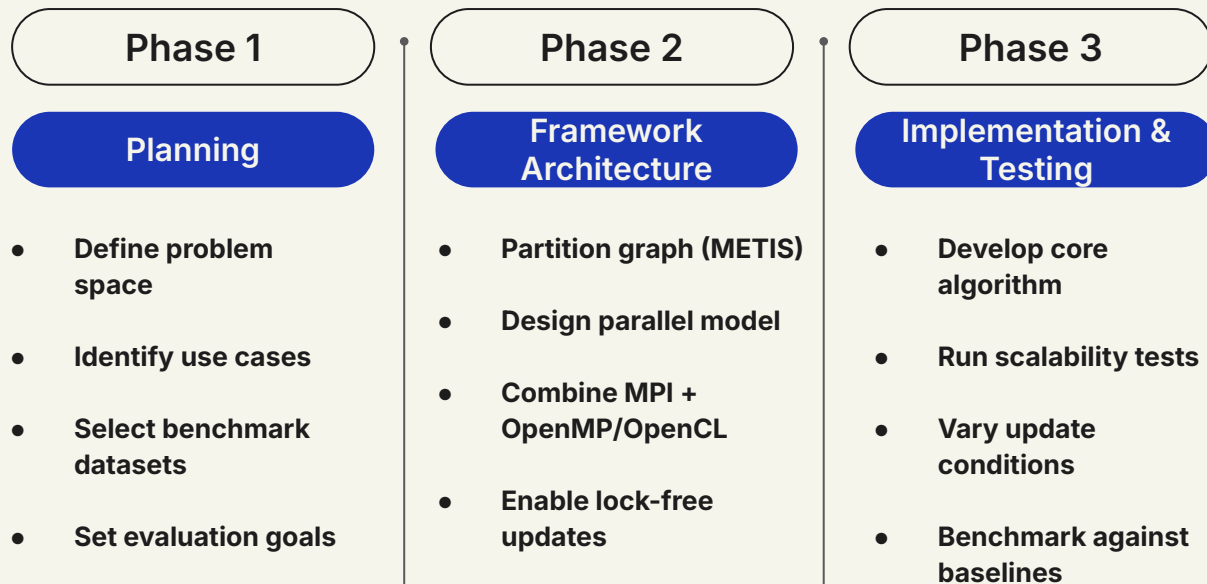 Phase 1
Planning
● Define problem
space
● Identify use cases
● Select benchmark
datasets
● Set evaluation goals
Phase 2
Framework
Architecture
● Partition graph (METIS)
● Design parallel model
● Combine MPI +
OpenMP/OpenCL
● Enable lock-free
updates
Phase 3
Implementation &
Testing
● Develop core
algorithm
● Run scalability tests
● Vary update
conditions
● Benchmark against
baselines